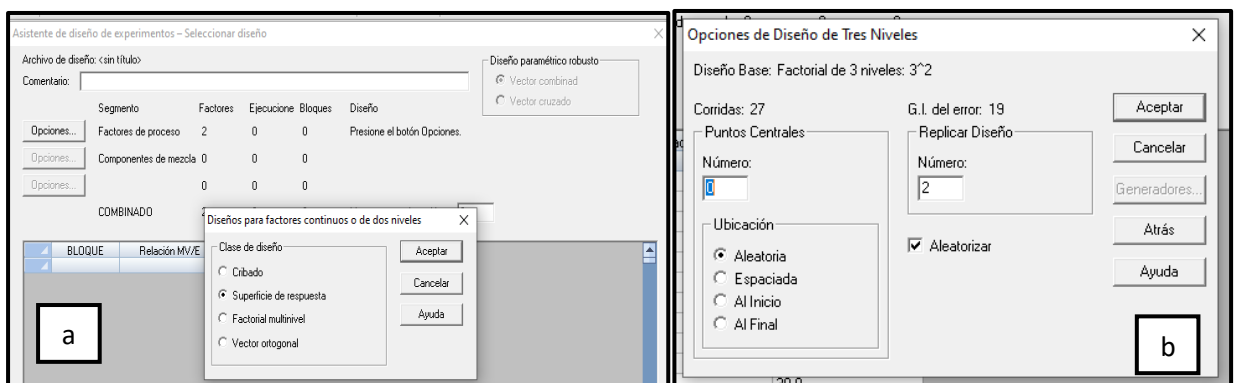 Asistente de diseño de experimentos – Seleccionar diseño
Archivo de diseño: <sin título>
Comentario:
Diseño paramétrico robusto
Vector combinad
Vector cruzado
Segmento Factores Ejecucione Bloques Diseño
Opciones... Factores de proceso 2 0 0 Presione el botón Opciones.
Opciones... Componentes de mezcla 0 0 0
Opciones... 0 0 0
COMBINADO
BLOQUE Relación MV/E
Diseños para factores continuos o de dos niveles
Clase de diseño
Cribado
Superficie de respuesta
Factorial multinivel
Vector ortogonal
Aceptar
Cancelar
Ayuda
a
Opciones de Diseño de Tres Niveles
Diseño Base: Factorial de 3 niveles: 3^2
Corridas: 27 G.l. del error: 19
Puntos Centrales
Número:
0
Ubicación
Aleatoria
Espaciada
Al Inicio
Al Final
Replicar Diseño
Número:
2
Aleatorizar
Aceptar
Cancelar
Generadores...
Atrás
Ayuda
b